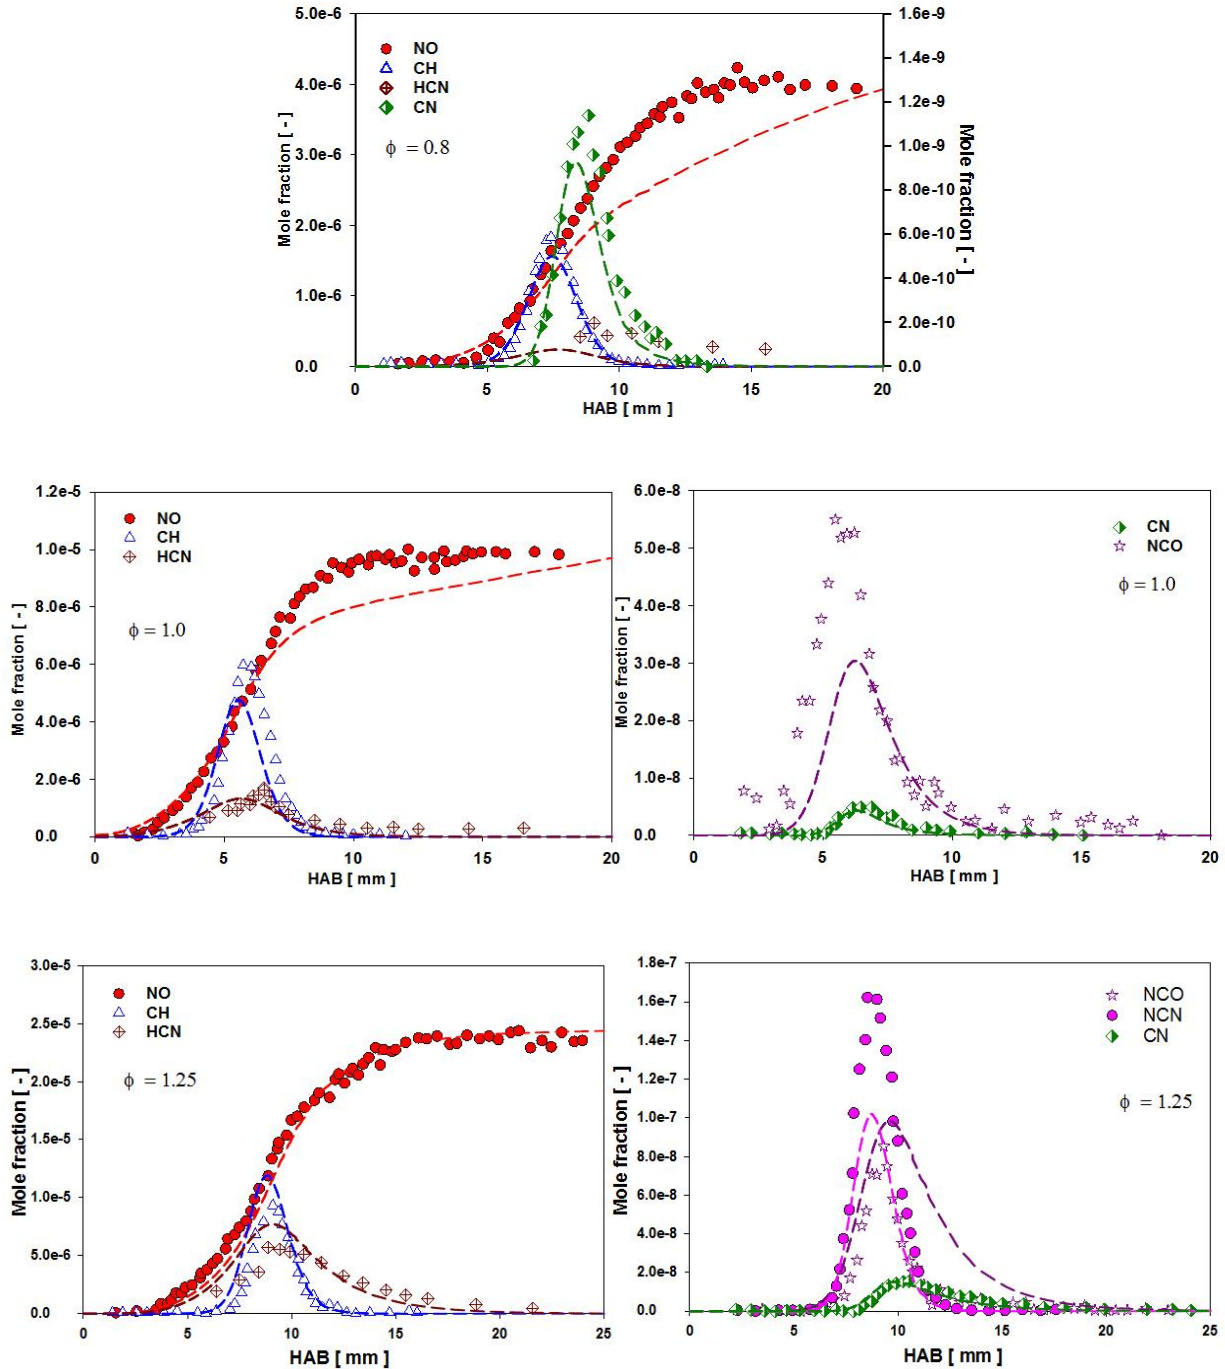 5.0e-6
4.0e-6
3.0e-6
2.0e-6
1.0e-6
0.0
Mole fraction [ - ]
NO
CH
HCN
CN
ϕ = 0.8
1.6e-9
1.4e-9
1.2e-9
1.0e-9
8.0e-10
6.0e-10
4.0e-10
2.0e-10
0.0
Mole fraction [ - ]
0 5 10 15 20
HAB [ mm ]
1.2e-5
1.0e-5
8.0e-6
6.0e-6
4.0e-6
2.0e-6
0.0
Mole fraction [ - ]
NO
CH
HCN
ϕ = 1.0
0 5 10 15 20
HAB [ mm ]
6.0e-8
5.0e-8
4.0e-8
3.0e-8
2.0e-8
1.0e-8
0.0
Mole fraction [ - ]
CN
NCO
ϕ = 1.0
0 5 10 15 20
HAB [ mm ]
3.0e-5
2.5e-5
2.0e-5
1.5e-5
1.0e-5
5.0e-6
0.0
Mole fraction [ - ]
NO
CH
HCN
ϕ = 1.25
0 5 10 15 20 25
HAB [ mm ]
1.8e-7
1.6e-7
1.4e-7
1.2e-7
1.0e-7
8.0e-8
6.0e-8
4.0e-8
2.0e-8
0.0
Mole fraction [ - ]
NCO
NCN
CN
ϕ = 1.25
0 5 10 15 20 25
HAB [ mm ]